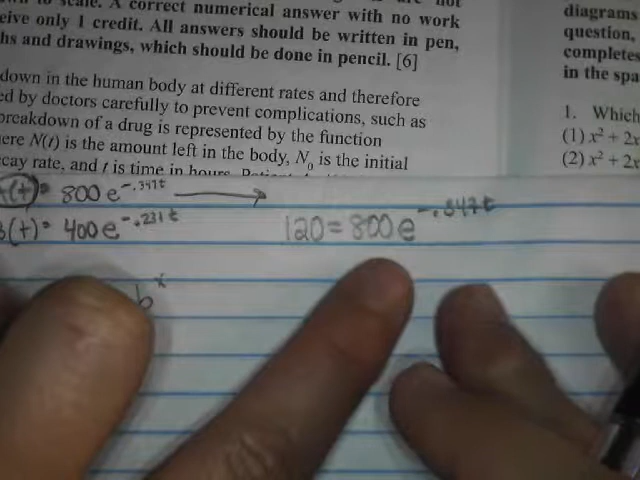 to scale. A correct numerical answer with no work
eive only 1 credit. All answers should be written in pen,
hs and drawings, which should be done in pencil. [6]
down in the human body at different rates and therefore
ed by doctors carefully to prevent complications, such as
breakdown of a drug is represented by the function
ere N(t) is the amount left in the body, N₀ is the initial
cay rate, and t is time in hours.
diagrams
question,
completes
in the spa
1. Which
(1) x² + 2x
(2) x² + 2x
(t) = 800e^-.347t
(t) = 400e^-.231t
120 = 800e^-.347t
b^x